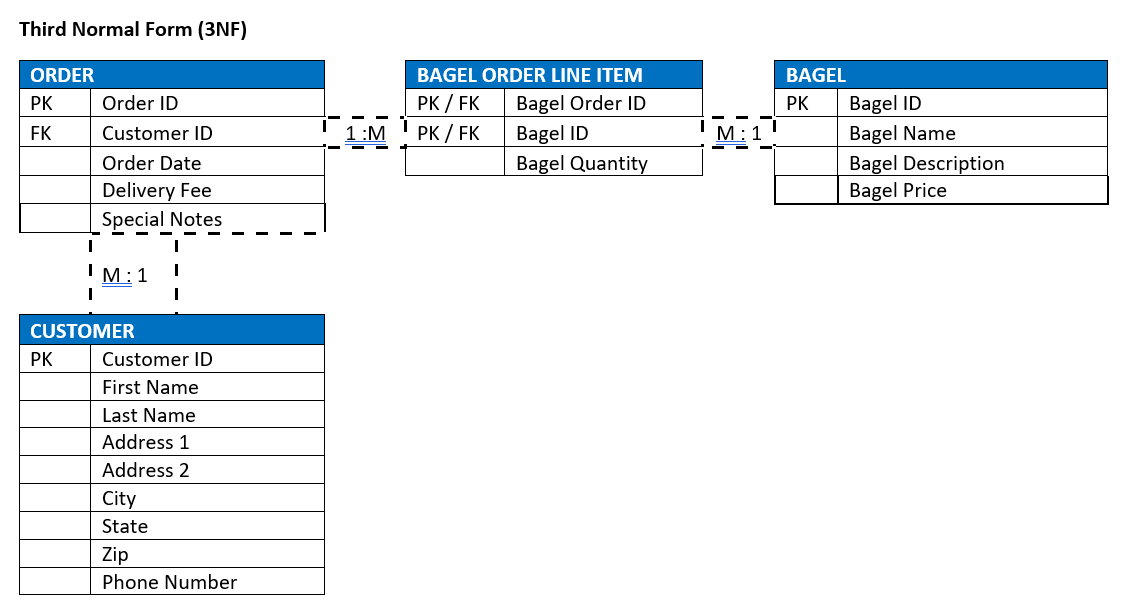 Third Normal Form (3NF)
ORDER
PK Order ID
FK Customer ID
Order Date
Delivery Fee
Special Notes
1 :M
BAGEL ORDER LINE ITEM
PK / FK Bagel Order ID
PK / FK Bagel ID
Bagel Quantity
M : 1
BAGEL
PK Bagel ID
Bagel Name
Bagel Description
Bagel Price
M : 1
CUSTOMER
PK Customer ID
First Name
Last Name
Address 1
Address 2
City
State
Zip
Phone Number